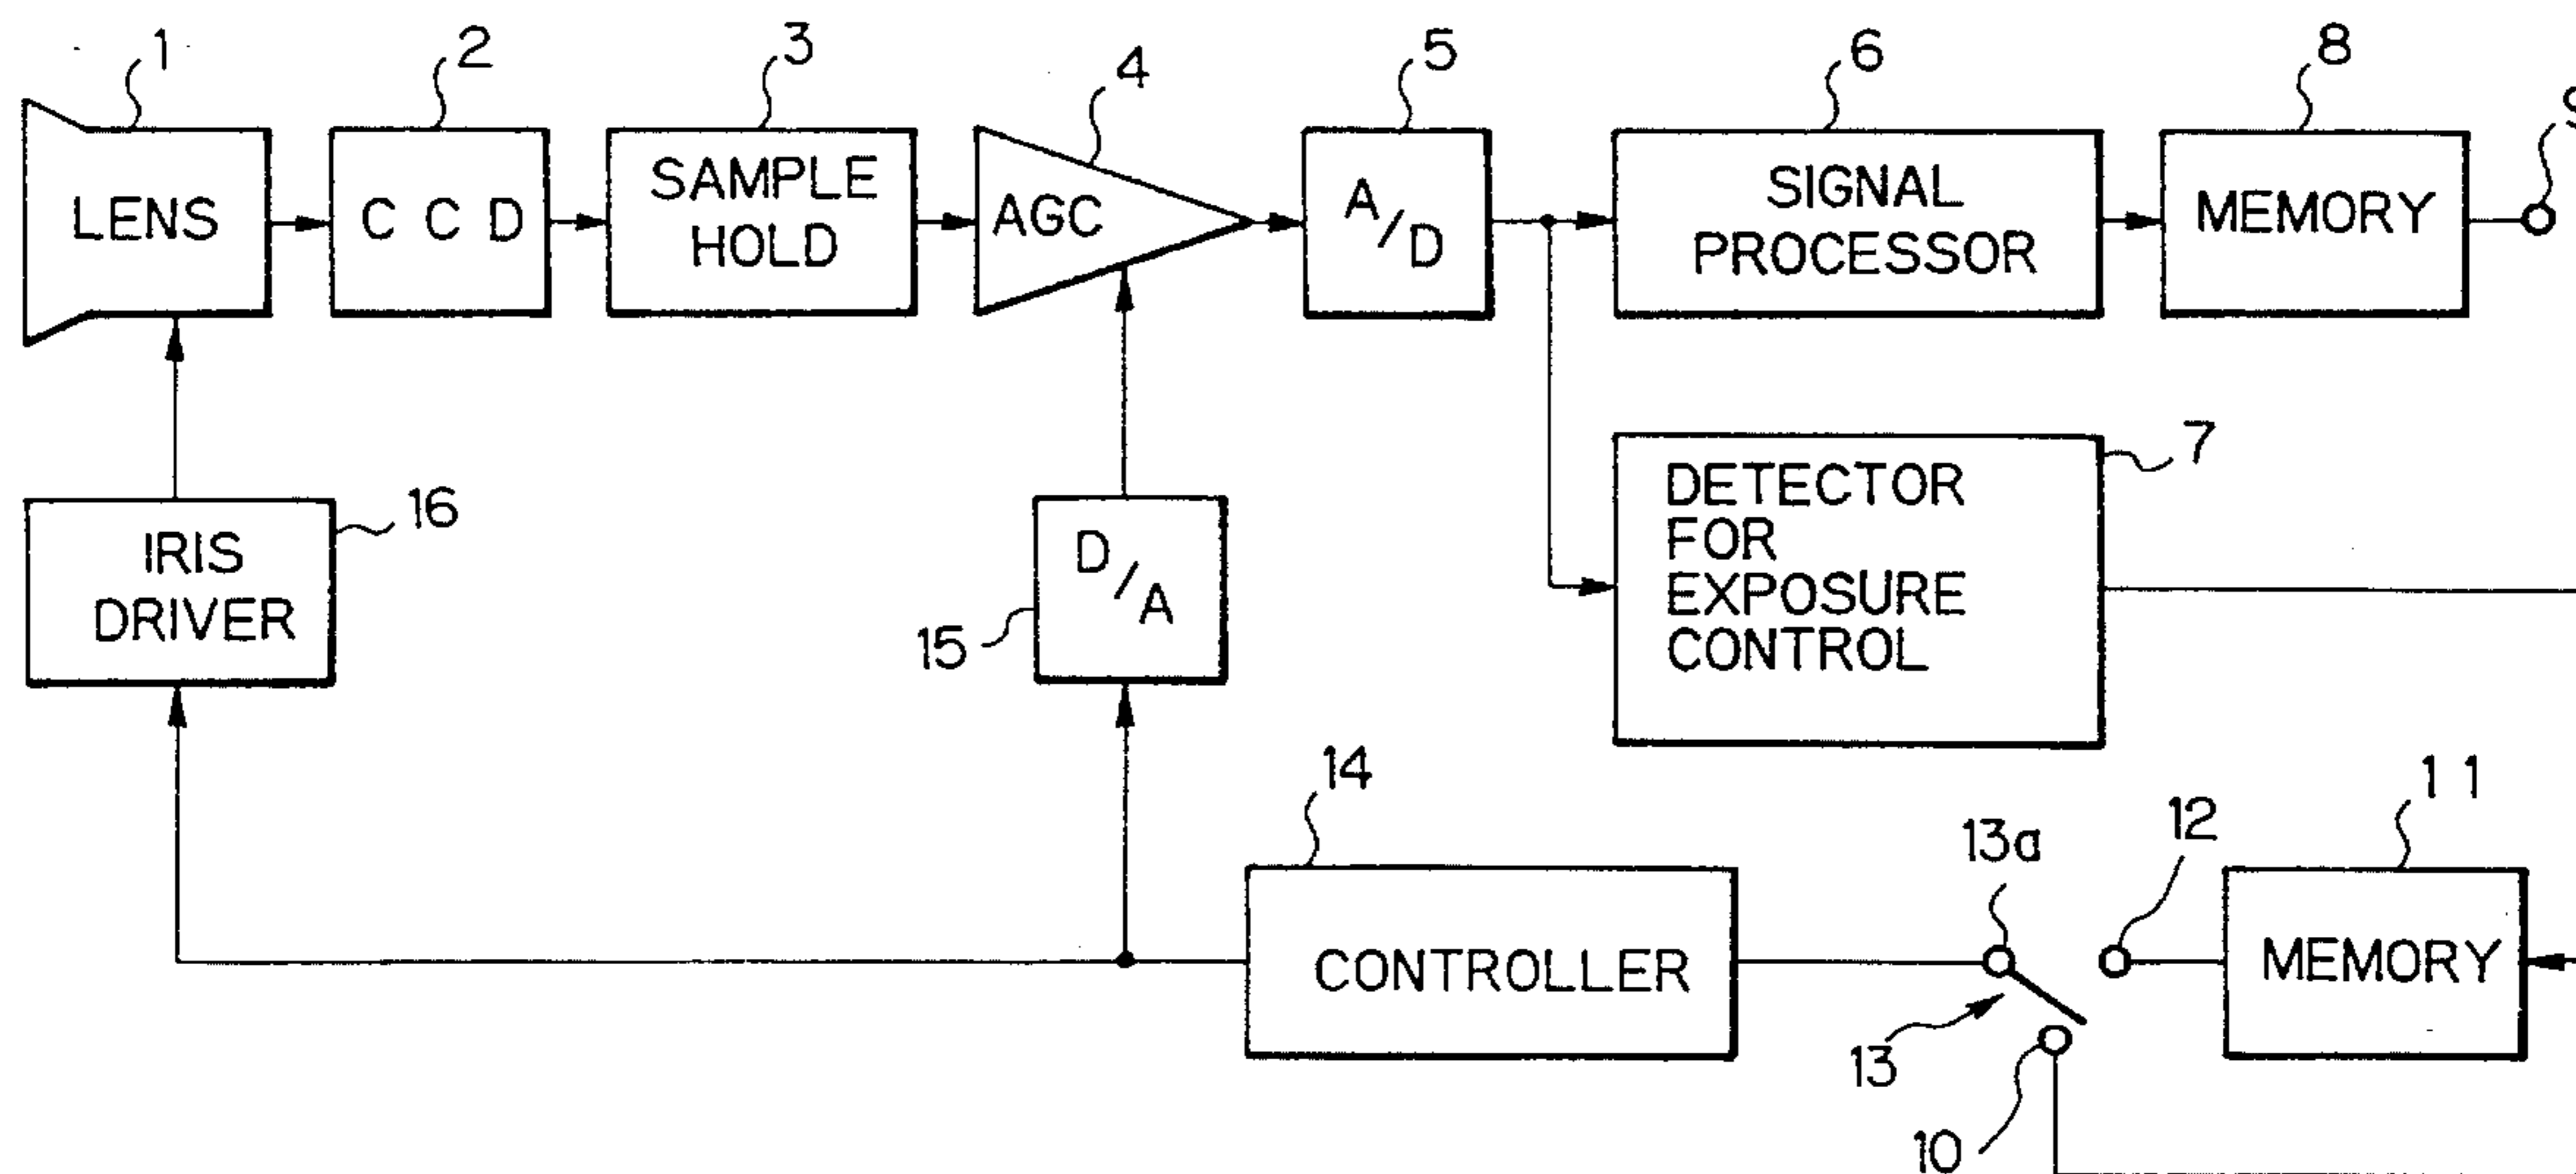 1
2
3
4
5
6
8
LENS
C C D
SAMPLE
HOLD
AGC
A/D
SIGNAL
PROCESSOR
MEMORY
7
DETECTOR
FOR
EXPOSURE
CONTROL
16
IRIS
DRIVER
D/A
15
14
CONTROLLER
13a
12
11
MEMORY
13
10